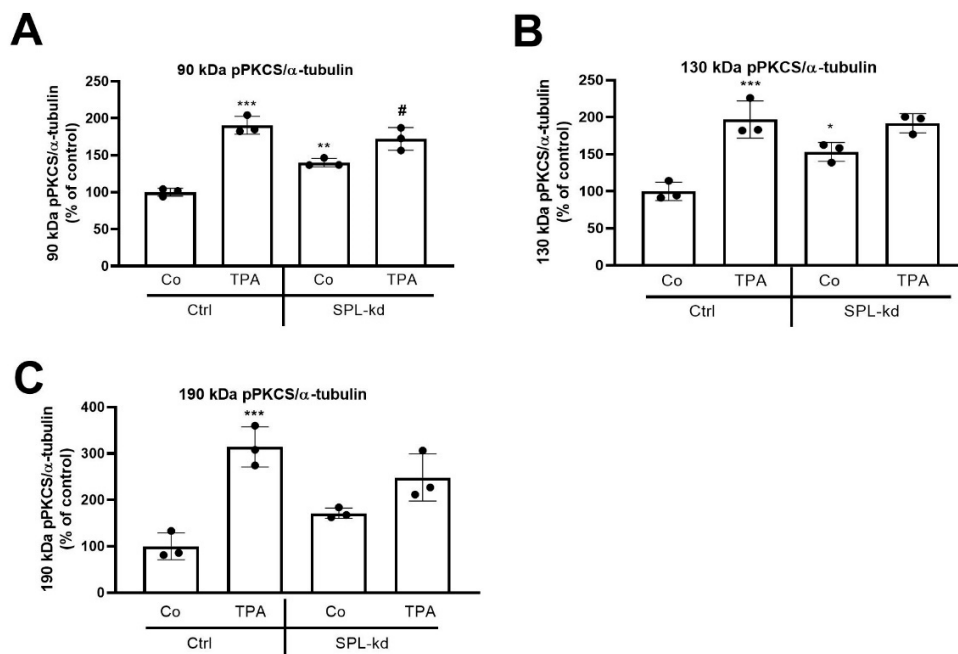 A
90 kDa pPKCS/α-tubulin
90 kDa pPKCS/α-tubulin
(% of control)
250
200
150
100
50
0
***
**
#
Co TPA Co TPA
Ctrl SPL-kd
B
130 kDa pPKCS/α-tubulin
130 kDa pPKCS/α-tubulin
(% of control)
250
200
150
100
50
0
***
*
Co TPA Co TPA
Ctrl SPL-kd
C
190 kDa pPKCS/α-tubulin
190 kDa pPKCS/α-tubulin
(% of control)
400
300
200
100
0
***
Co TPA Co TPA
Ctrl SPL-kd